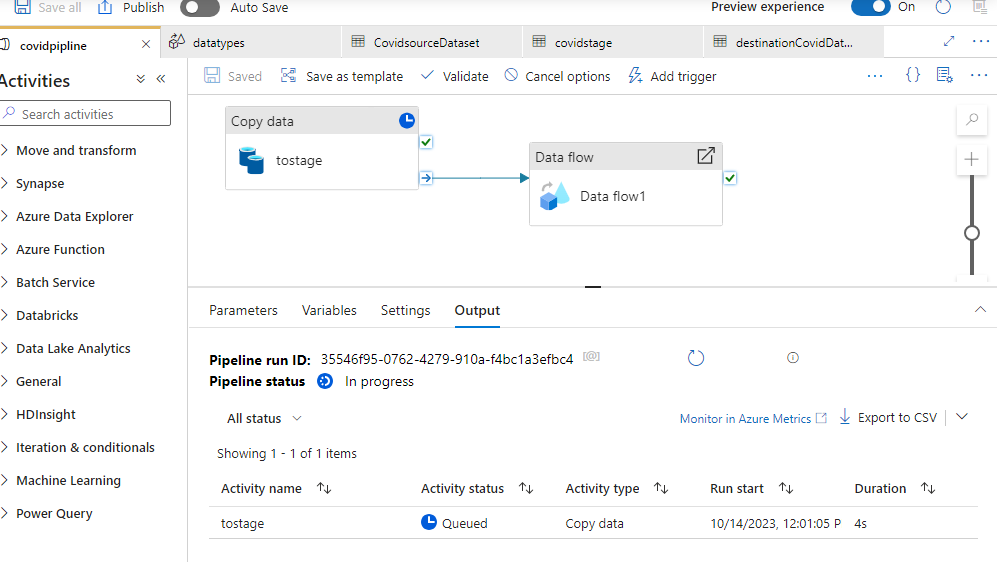 Save all Publish Auto Save Preview experience On
covidpipline datatypes CovidsourceDataset covidstage destinationCovidDat...
Activities
Saved Save as template Validate Cancel options Add trigger
Search activities
Move and transform
Synapse
Azure Data Explorer
Azure Function
Batch Service
Databricks
Data Lake Analytics
General
HDInsight
Iteration & conditionals
Machine Learning
Power Query
Copy data
tostage
Data flow
Data flow1
Parameters Variables Settings Output
Pipeline run ID: 35546f95-0762-4279-910a-f4bc1a3efbc4
Pipeline status In progress
All status Monitor in Azure Metrics Export to CSV
Showing 1 - 1 of 1 items
Activity name Activity status Activity type Run start Duration
tostage Queued Copy data 10/14/2023, 12:01:05 P 4s